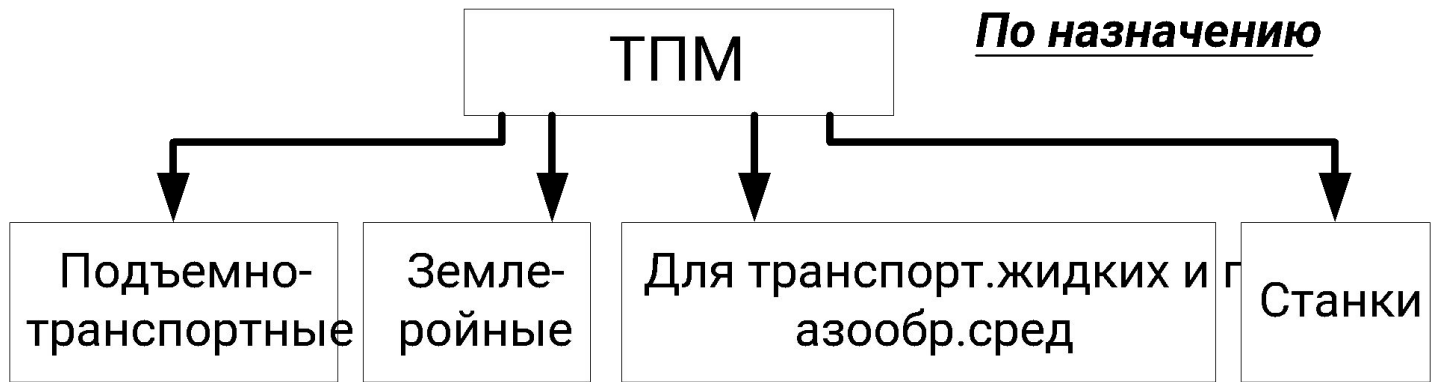 ТПМ
По назначению
Подъемно-
транспортные
Земле-
ройные
Для транспорт.жидких и г
азообр.сред
Станки